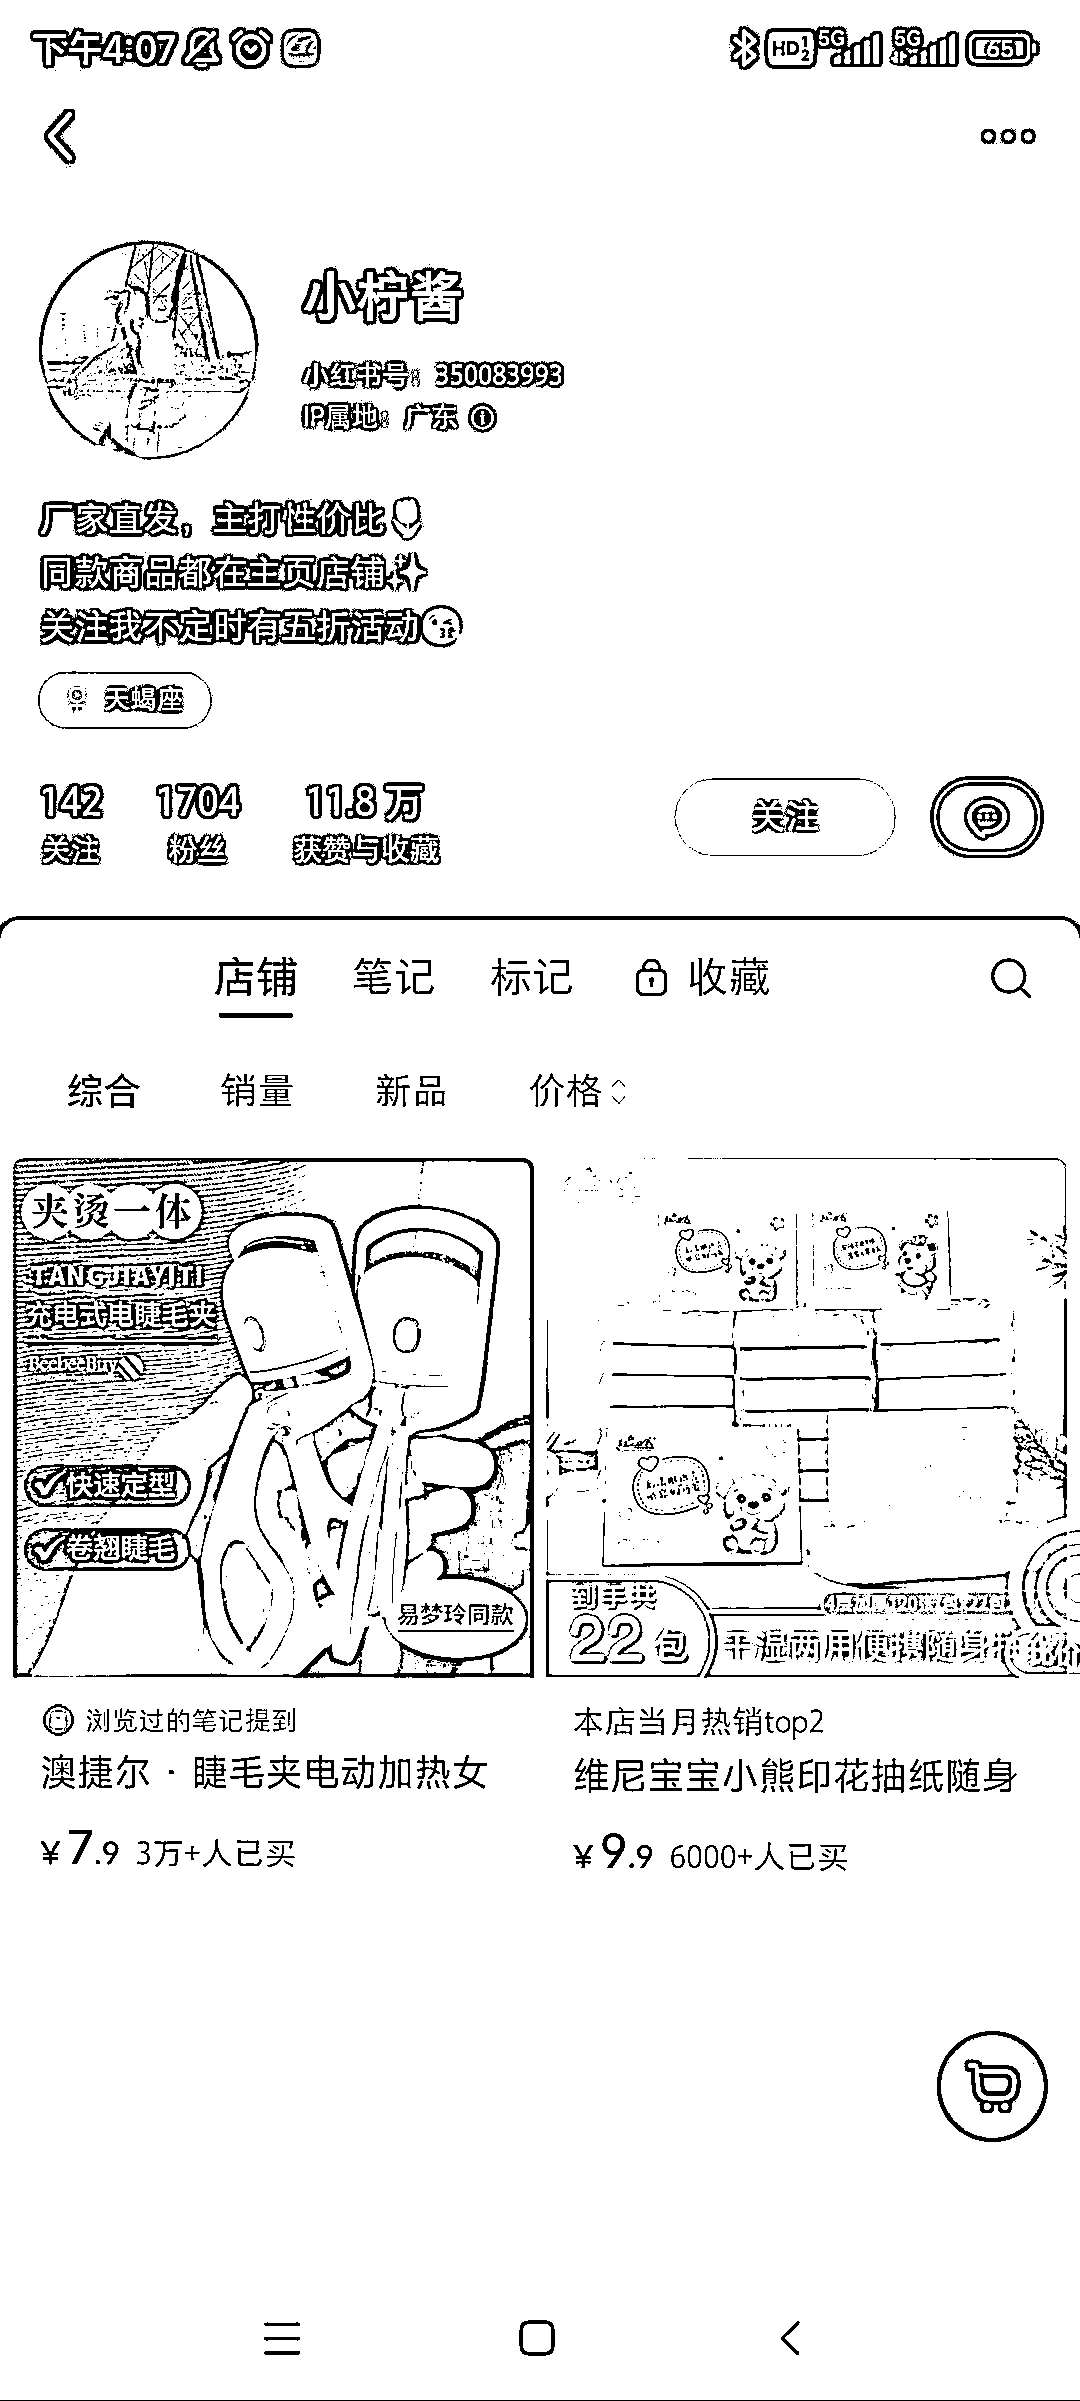 下午4:07
HD 1 2 5G 5G 65
小柠酱
小红书号：350083993
IP属地：广东
厂家直发，主打性价比
同款商品都在主页店铺
关注我不定时有五折活动
天蝎座
142 1704 11.8万
关注 粉丝 获赞与收藏
关注
店铺 笔记 标记 收藏
综合 销量 新品 价格
夹烫一体
TANGJIAYITI
充电式电睫毛夹
BeebeeBuy
快速定型
卷翘睫毛
易梦玲同款
到手共
22包
干湿两用便携随身
浏览过的笔记提到
澳捷尔·睫毛夹电动加热女
¥7.9 3万+人已买
本店当月热销top2
维尼宝宝小熊印花抽纸随身
¥9.9 6000+人已买